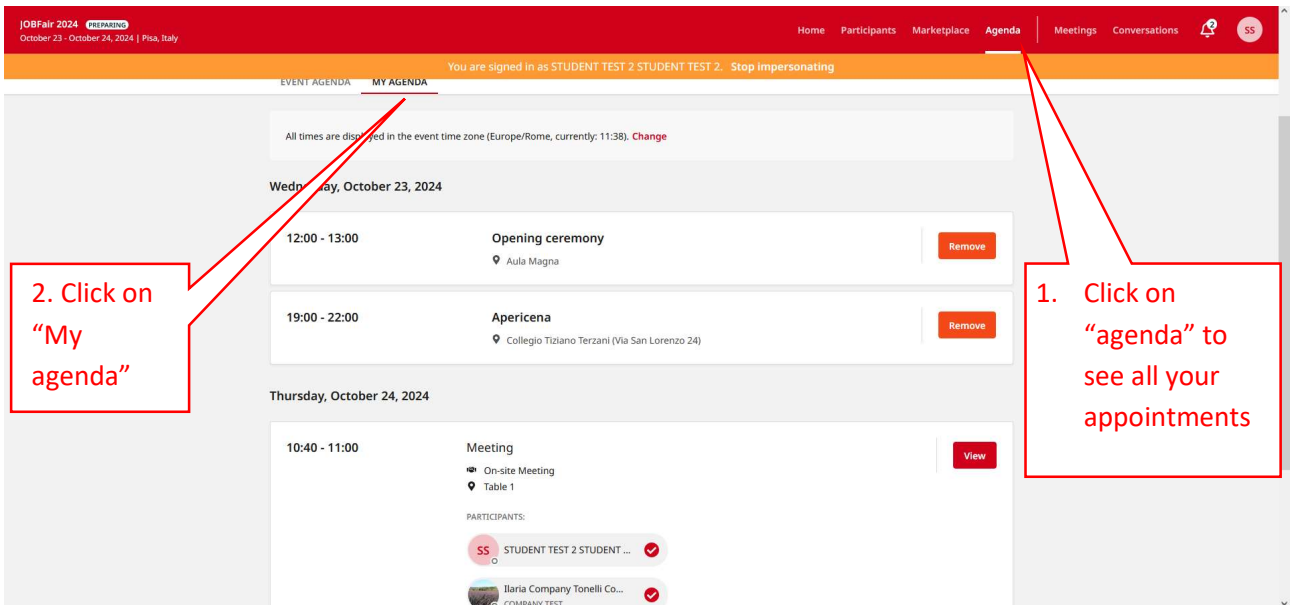 JOBFair 2024 PREPARING
October 23 - October 24, 2024 | Pisa, Italy
Home Participants Marketplace Agenda Meetings Conversations 2 SS
You are signed in as STUDENT TEST 2 STUDENT TEST 2. Stop impersonating
EVENT AGENDA MY AGENDA
All times are displayed in the event time zone (Europe/Rome, currently: 11:38). Change
Wednesday, October 23, 2024
12:00 - 13:00 Opening ceremony Remove
Aula Magna
19:00 - 22:00 Apericena Remove
Collegio Tiziano Terzani (Via San Lorenzo 24)
Thursday, October 24, 2024
10:40 - 11:00 Meeting View
On-site Meeting
Table 1
PARTICIPANTS:
SS STUDENT TEST 2 STUDENT ...
Ilaria Company Tonelli Co...
COMPANY TEST
2. Click on
“My
agenda”
1. Click on
“agenda” to
see all your
appointments